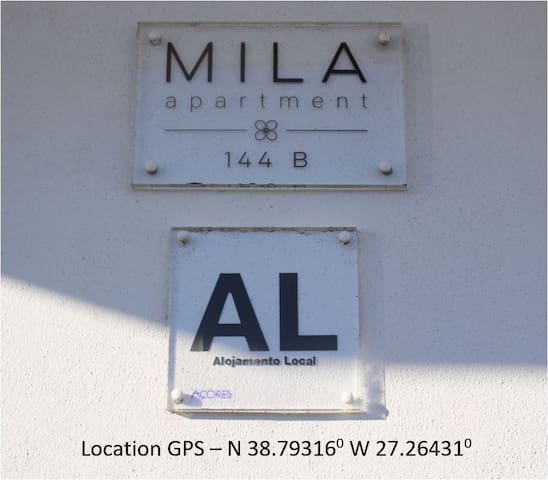 MILA
apartment
144 B
AL
Alojamento Local
AÇORES
Location GPS – N 38.79316⁰ W 27.26431⁰